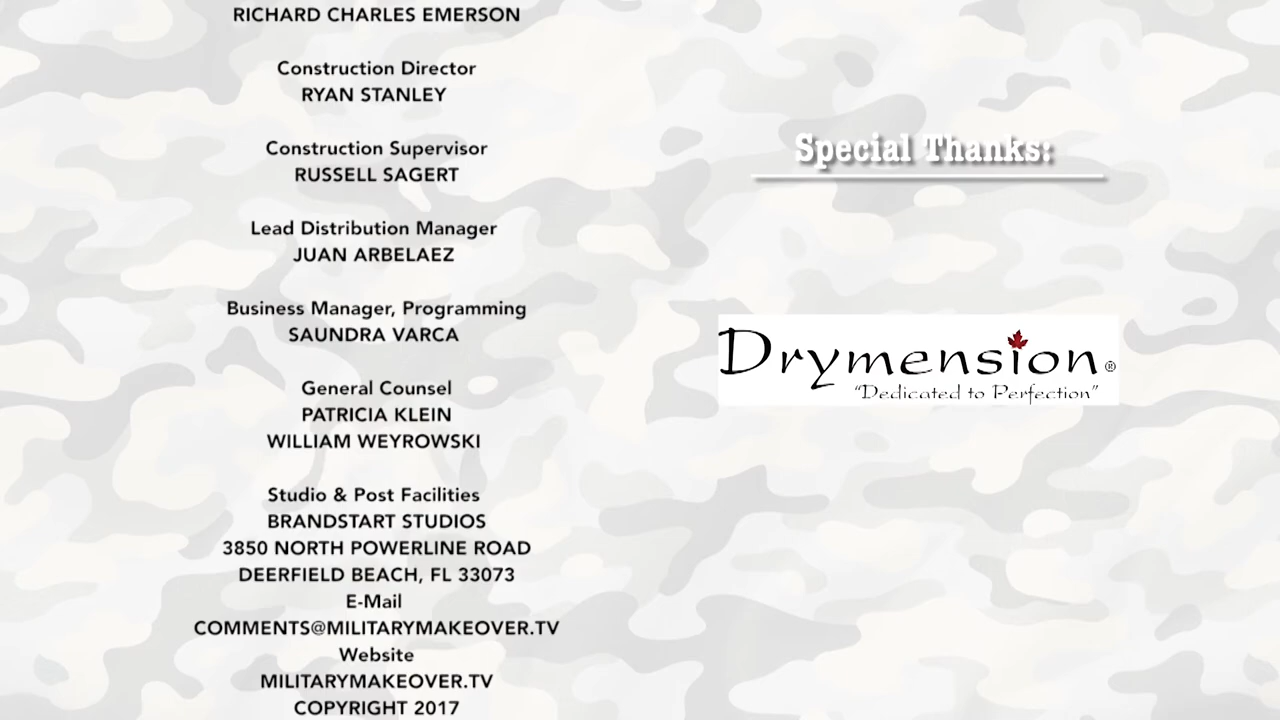 RICHARD CHARLES EMERSON
Construction Director
RYAN STANLEY
Construction Supervisor
RUSSELL SAGERT
Lead Distribution Manager
JUAN ARBELAEZ
Business Manager, Programming
SAUNDRA VARCA
General Counsel
PATRICIA KLEIN
WILLIAM WEYROWSKI
Studio & Post Facilities
BRANDSTART STUDIOS
3850 NORTH POWERLINE ROAD
DEERFIELD BEACH, FL 33073
E-Mail
COMMENTS@MILITARYMAKEOVER.TV
Website
MILITARYMAKEOVER.TV
COPYRIGHT 2017
Special Thanks:
Drymension®
“Dedicated to Perfection”